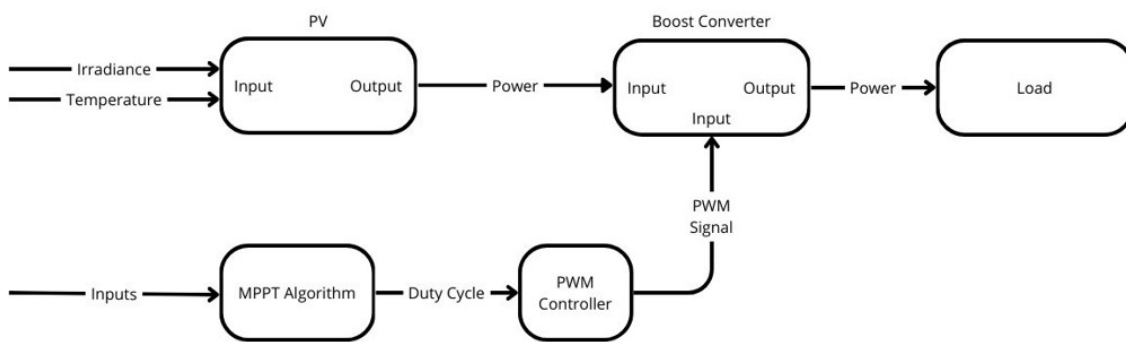 PV
Boost Converter
Irradiance
Temperature
Input
Output
Power
Input
Output
Input
Power
Load
PWM
Signal
Inputs
MPPT Algorithm
Duty Cycle
PWM
Controller